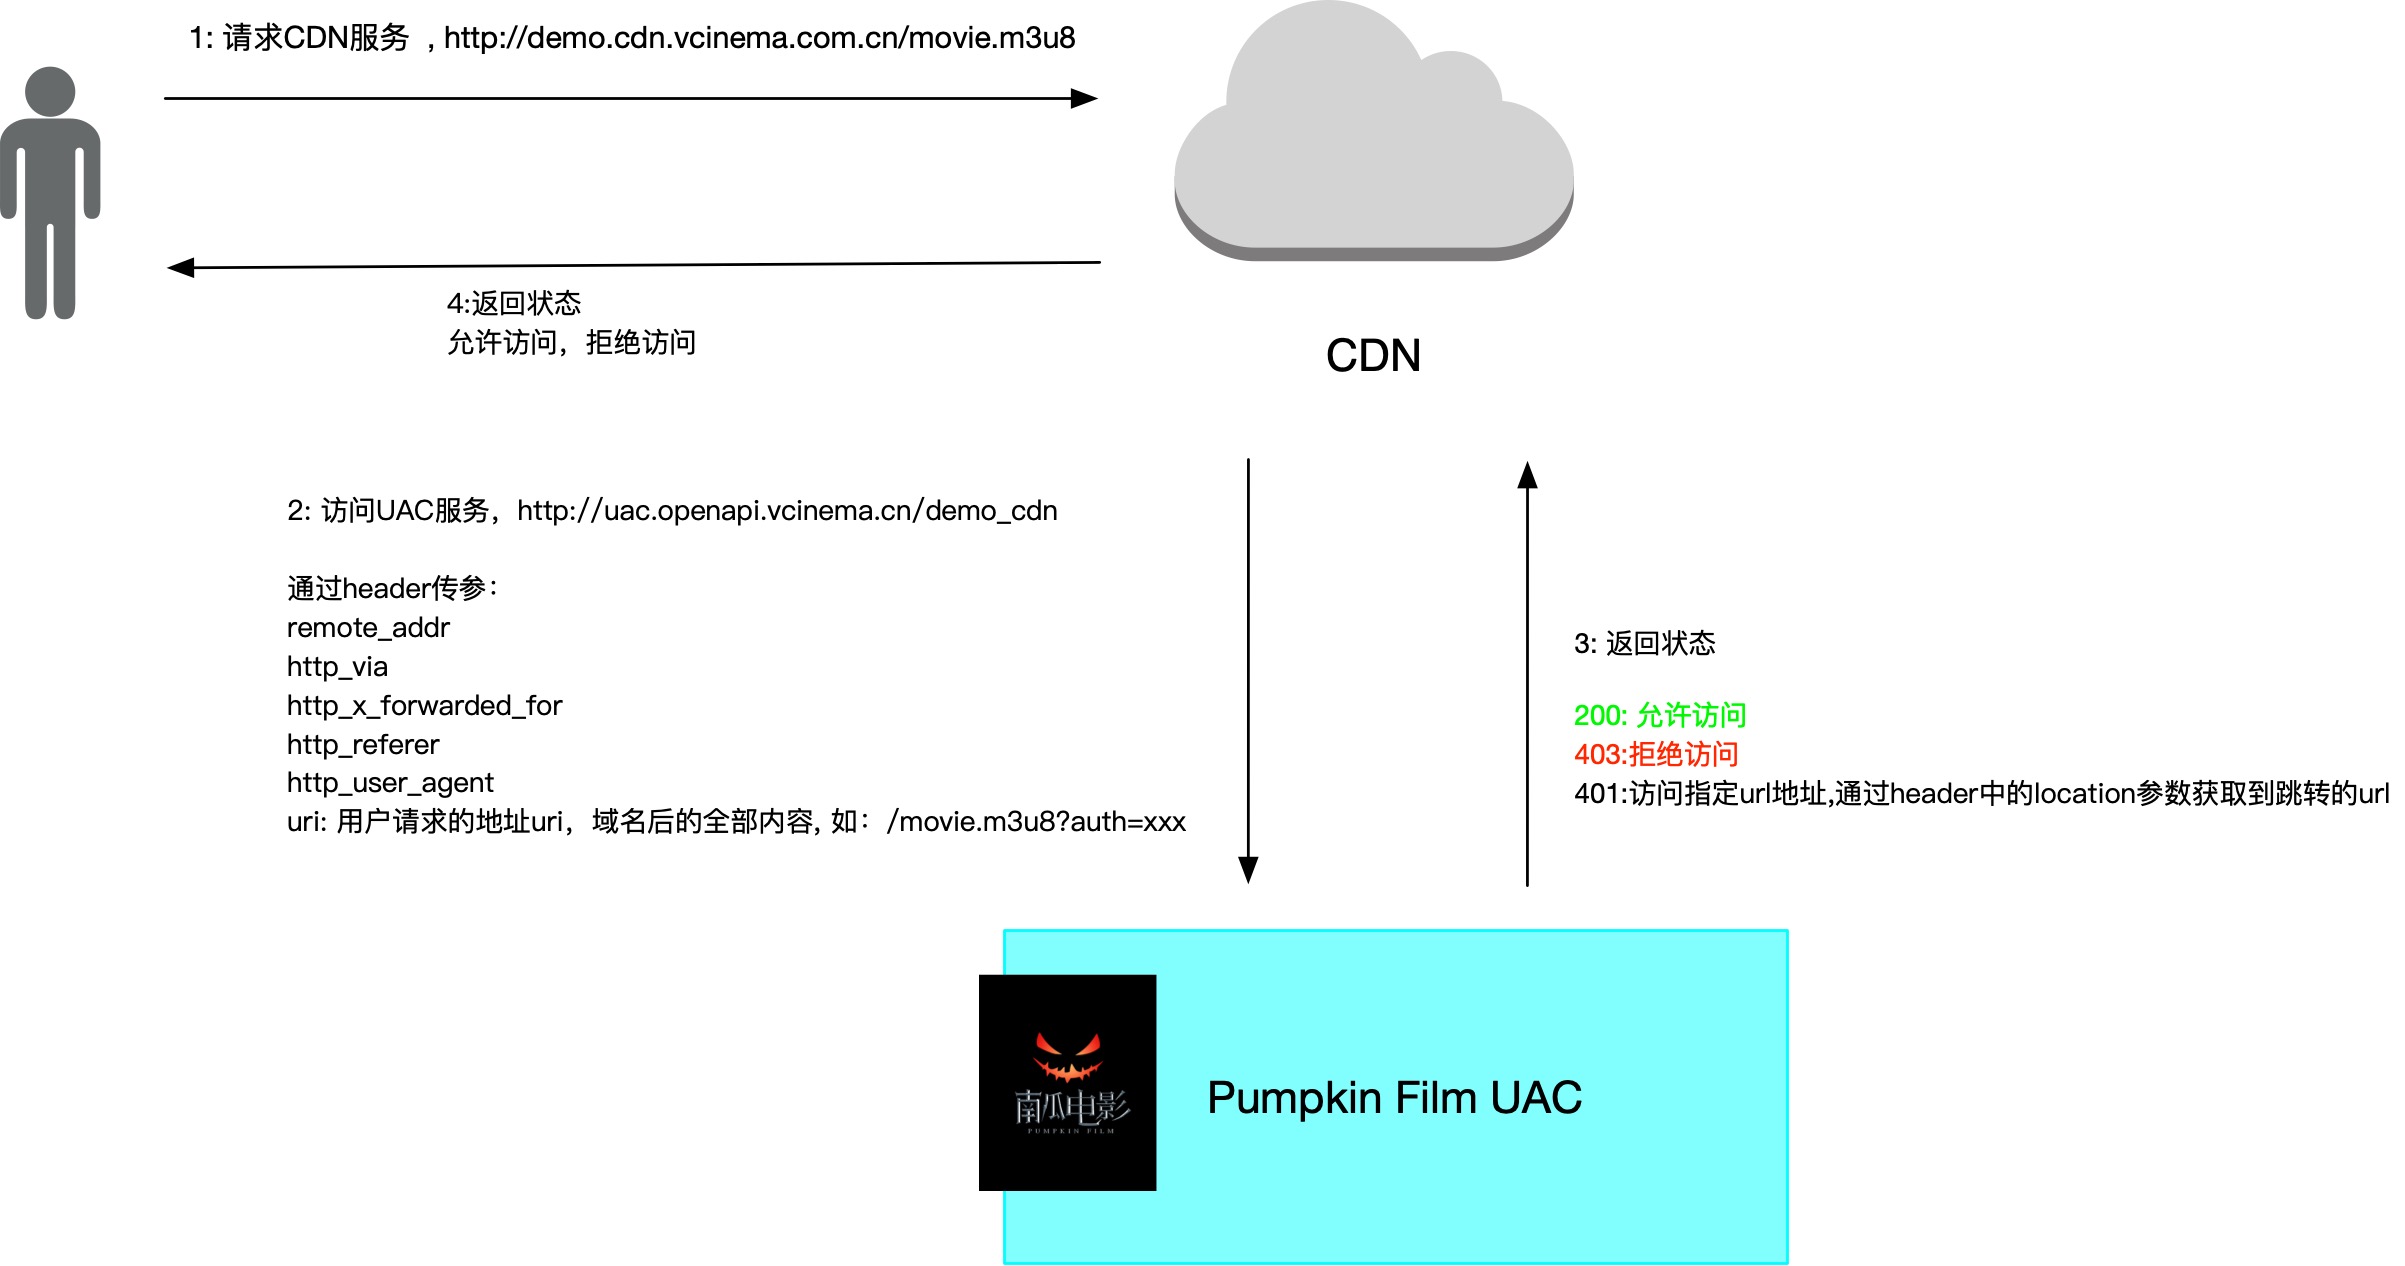 1: 请求CDN服务 , http://demo.cdn.vcinema.com.cn/movie.m3u8
4:返回状态
允许访问，拒绝访问
CDN
2: 访问UAC服务，http://uac.openapi.vcinema.cn/demo_cdn
通过header传参：
remote_addr
http_via
http_x_forwarded_for
http_referer
http_user_agent
uri: 用户请求的地址uri，域名后的全部内容, 如：/movie.m3u8?auth=xxx
3: 返回状态
200: 允许访问
403:拒绝访问
401:访问指定url地址,通过header中的location参数获取到跳转的url
南瓜电影
PUMPKIN FILM
Pumpkin Film UAC